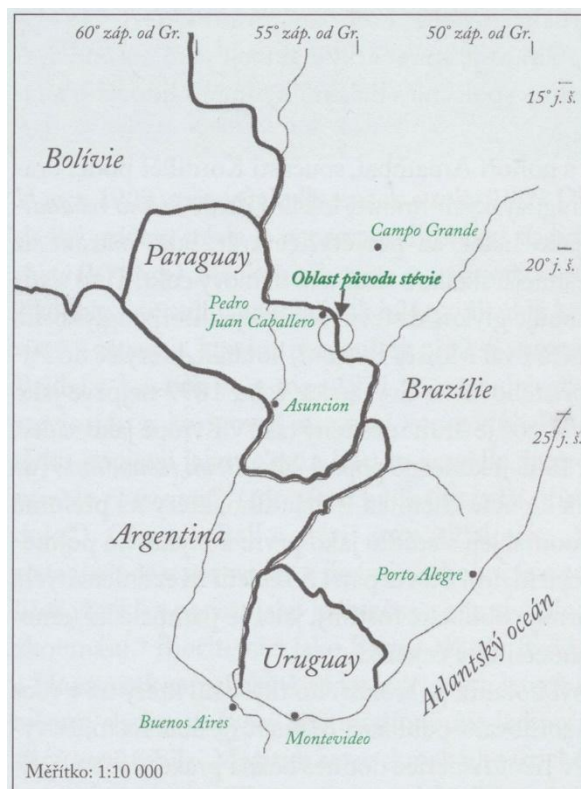 60° záp. od Gr. 55° záp. od Gr. 50° záp. od Gr.
15° j. š.
Bolívie
Campo Grande
Paraguay
20° j. š.
Oblast původu stévie
Pedro
Juan Caballero
Brazílie
Asuncion
25° j. š.
Argentina
Porto Alegre
Atlantský oceán
Uruguay
Buenos Aires
Montevideo
Měřítko: 1:10 000